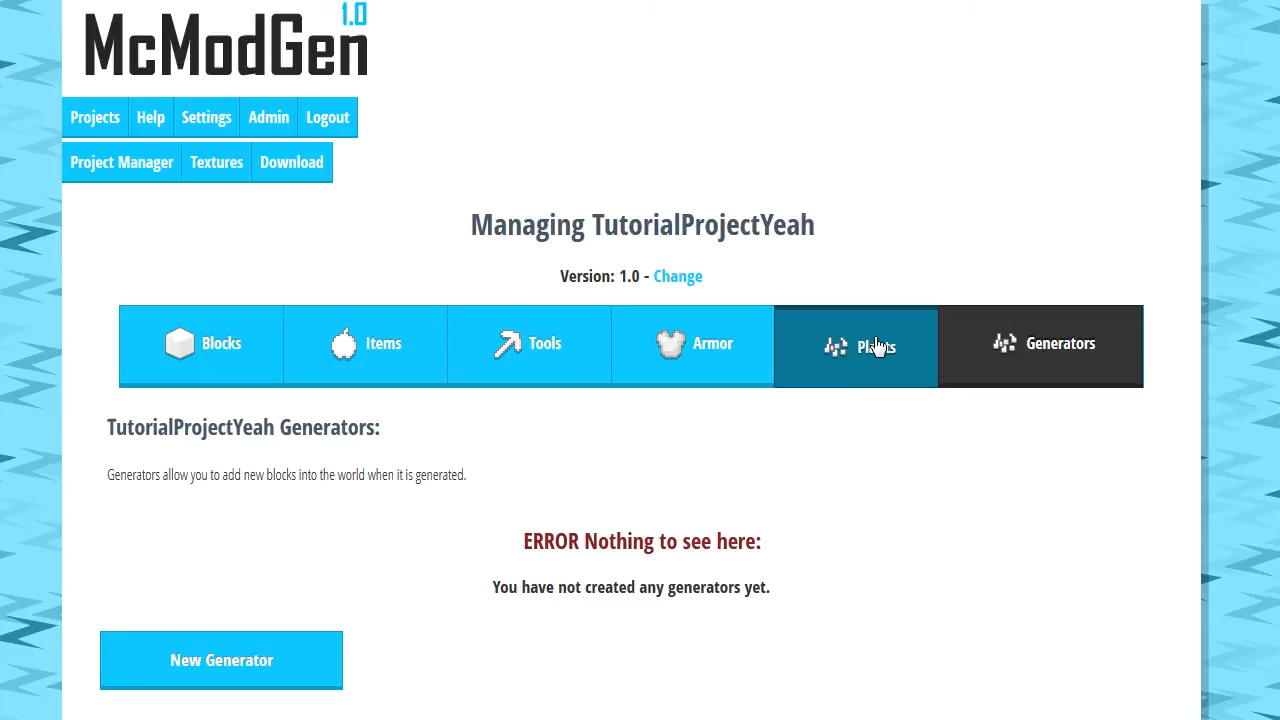 1.0
McModGen
Projects Help Settings Admin Logout
Project Manager Textures Download
Managing TutorialProjectYeah
Version: 1.0 - Change
Blocks Items Tools Armor Plants Generators
TutorialProjectYeah Generators:
Generators allow you to add new blocks into the world when it is generated.
ERROR Nothing to see here:
You have not created any generators yet.
New Generator